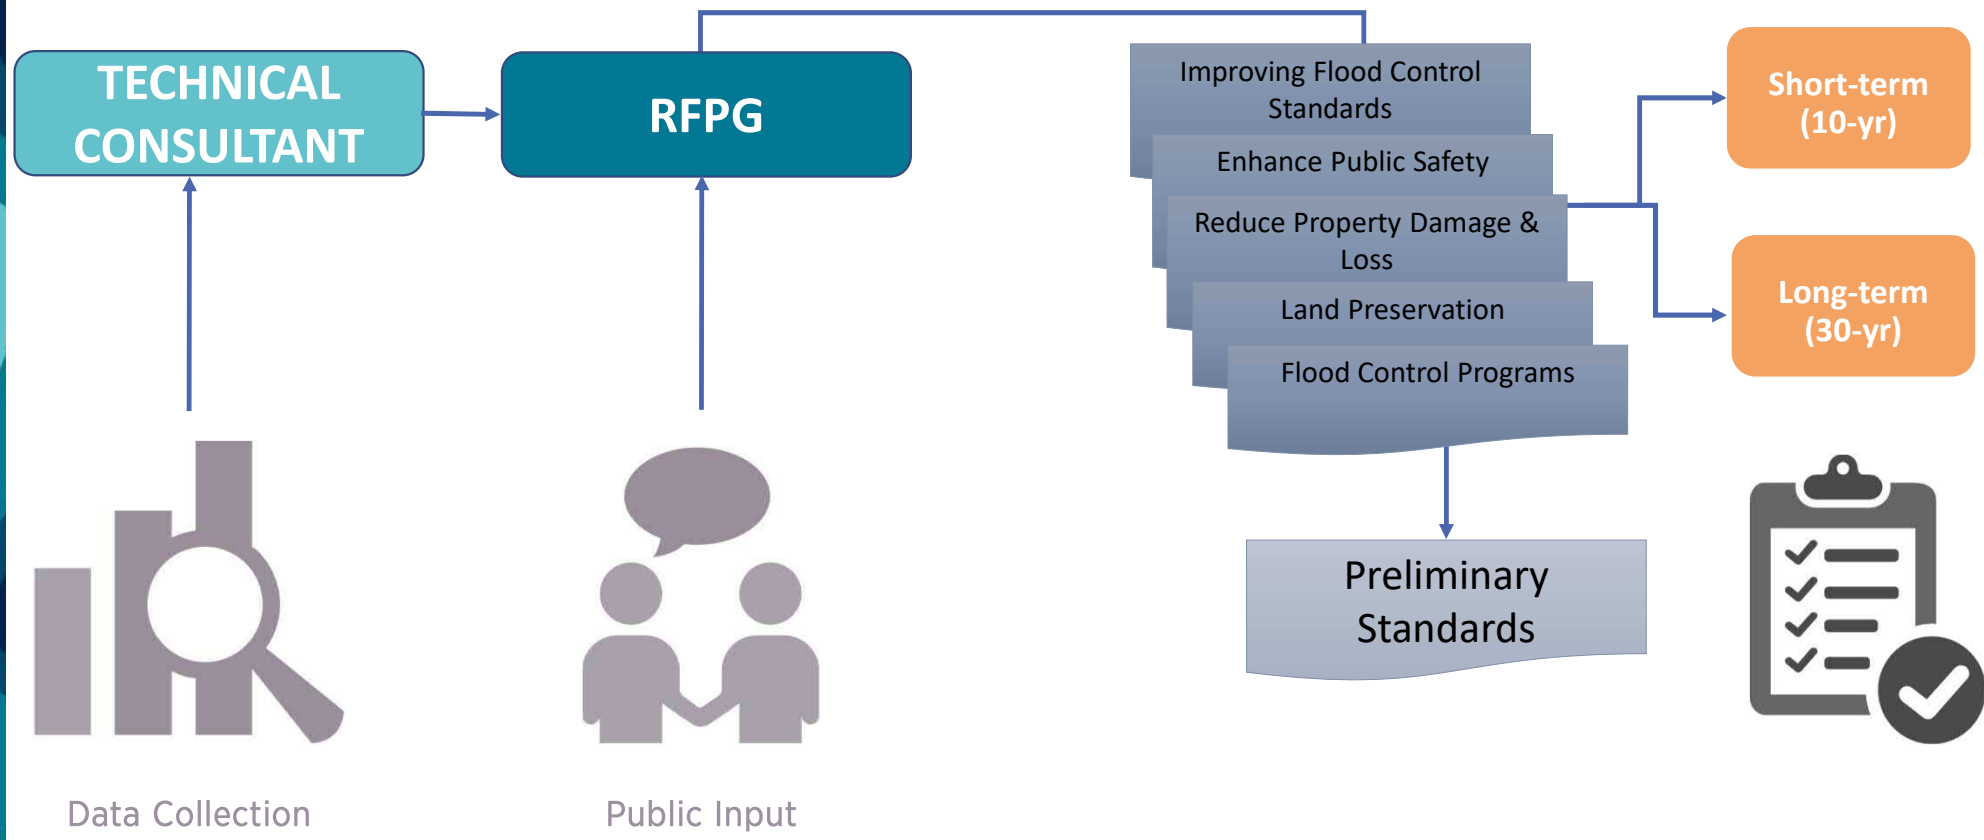 TECHNICAL
CONSULTANT
RFPG
Improving Flood Control
Standards
Enhance Public Safety
Reduce Property Damage &
Loss
Land Preservation
Flood Control Programs
Short-term
(10-yr)
Long-term
(30-yr)
Preliminary
Standards
Data Collection
Public Input